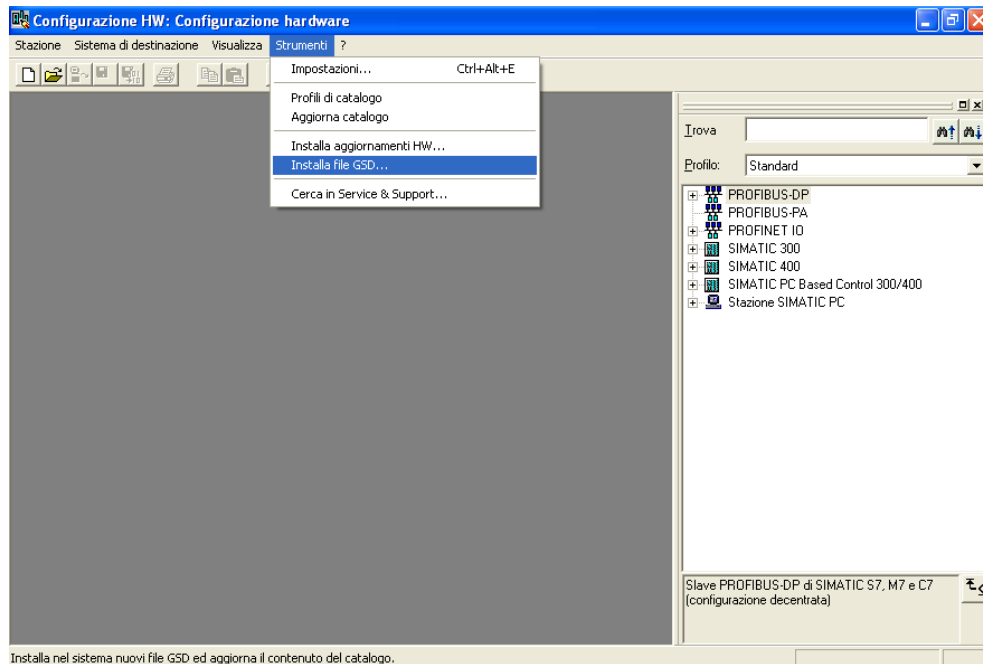 Configurazione HW: Configurazione hardware
Stazione Sistema di destinazione Visualizza Strumenti ?
Impostazioni... Ctrl+Alt+E
Profili di catalogo
Aggiorna catalogo
Installa aggiornamenti HW...
Installa file GSD...
Cerca in Service & Support...
Trova
Profilo: Standard
PROFIBUS-DP
PROFIBUS-PA
PROFINET IO
SIMATIC 300
SIMATIC 400
SIMATIC PC Based Control 300/400
Stazione SIMATIC PC
Slave PROFIBUS-DP di SIMATIC S7, M7 e C7
(configurazione decentrata)
Installa nel sistema nuovi file GSD ed aggiorna il contenuto del catalogo.